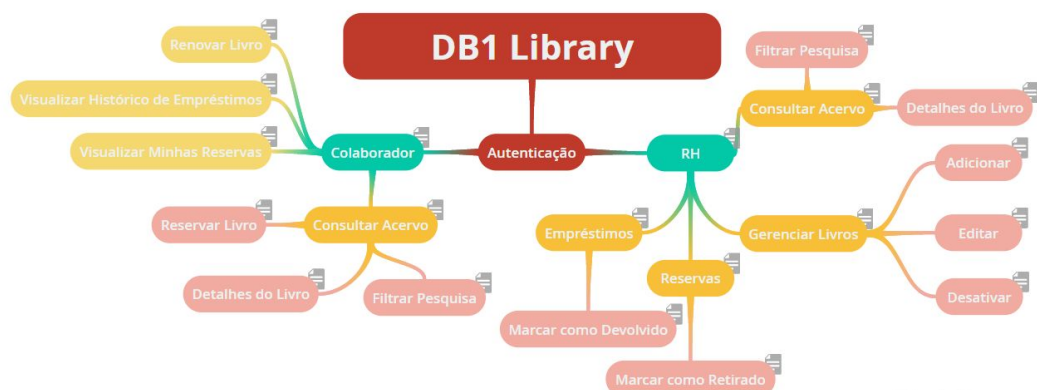 DB1 Library
Renovar Livro
Filtrar Pesquisa
Visualizar Histórico de Empréstimos
Consultar Acervo
Detalhes do Livro
Visualizar Minhas Reservas
Colaborador
Autenticação
RH
Adicionar
Reservar Livro
Consultar Acervo
Empréstimos
Gerenciar Livros
Editar
Reservas
Detalhes do Livro
Filtrar Pesquisa
Desativar
Marcar como Devolvido
Marcar como Retirado